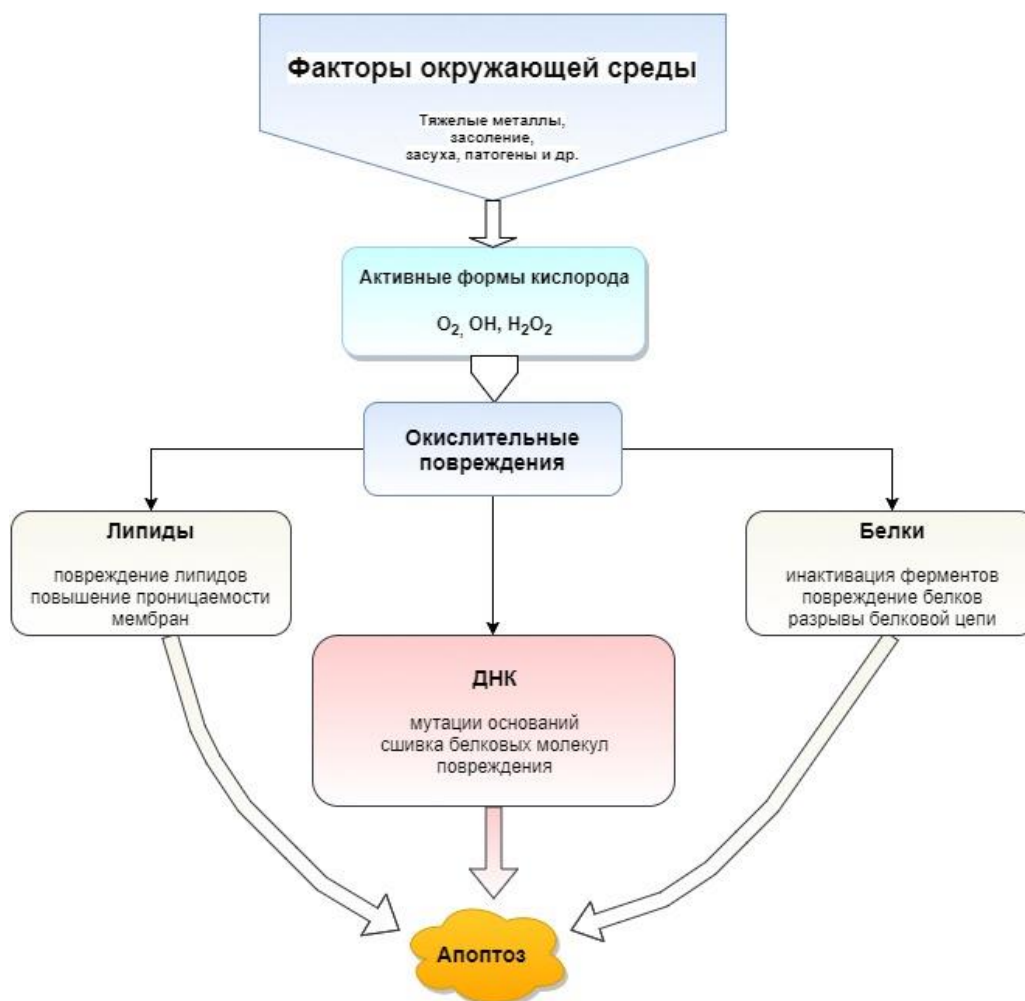 Факторы окружающей среды
Тяжелые металлы,
засоление,
засуха, патогены и др.
Активные формы кислорода
O₂, OH, H₂O₂
Окислительные
повреждения
Липиды
повреждение липидов
повышение проницаемости
мембран
Белки
инактивация ферментов
повреждение белков
разрывы белковой цепи
ДНК
мутации оснований
сшивка белковых молекул
повреждения
Апоптоз